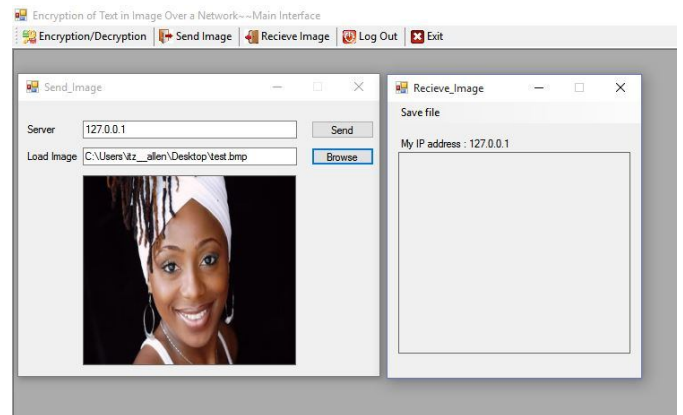 Encryption of Text in Image Over a Network~~Main Interface
Encryption/Decryption Send Image Recieve Image Log Out Exit
Send_Image
Server 127.0.0.1 Send
Load Image C:\Users\itz__allen\Desktop\test.bmp Browse
Recieve_Image
Save file
My IP address : 127.0.0.1